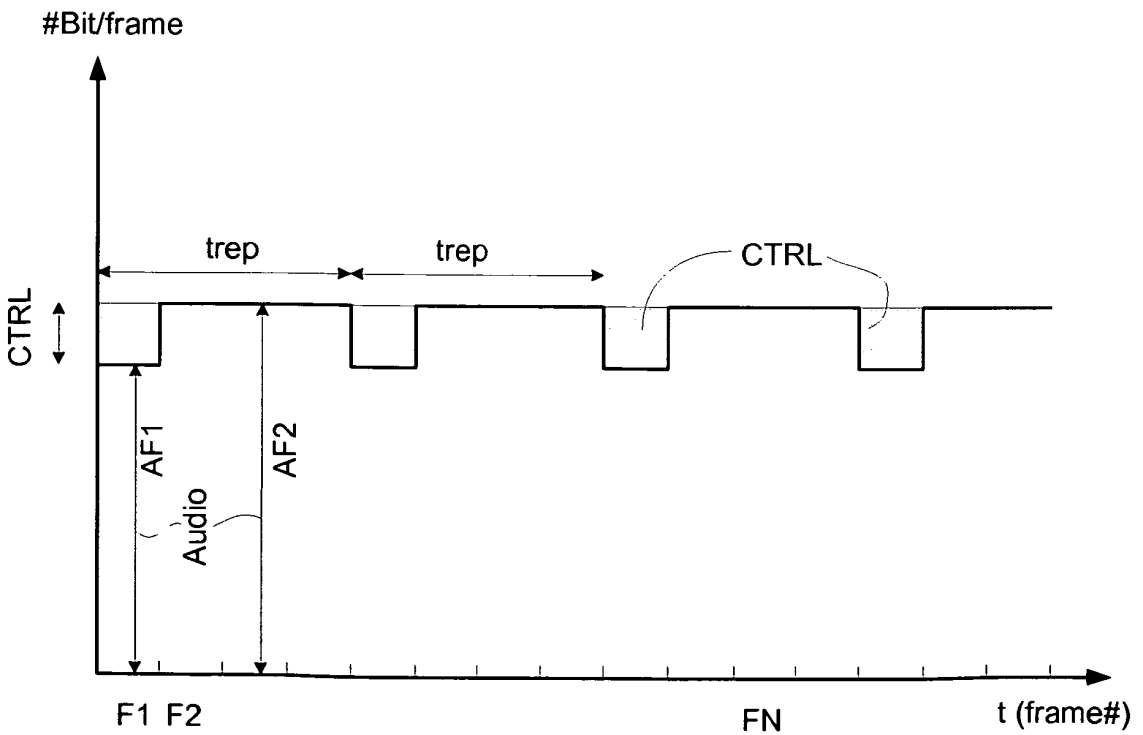 #Bit/frame
trep
trep
CTRL
CTRL
AF1
AF2
Audio
F1 F2
FN
t (frame#)